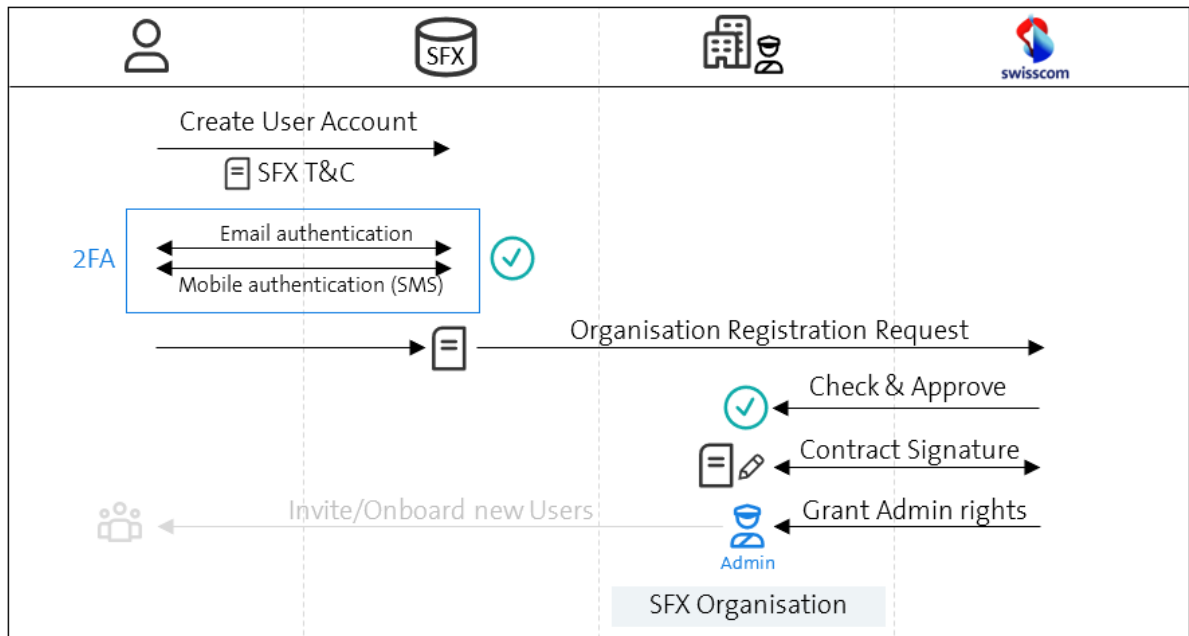 SFX
swisscom
Create User Account
SFX T&C
2FA
Email authentication
Mobile authentication (SMS)
Organisation Registration Request
Check & Approve
Contract Signature
Invite/Onboard new Users
Grant Admin rights
Admin
SFX Organisation